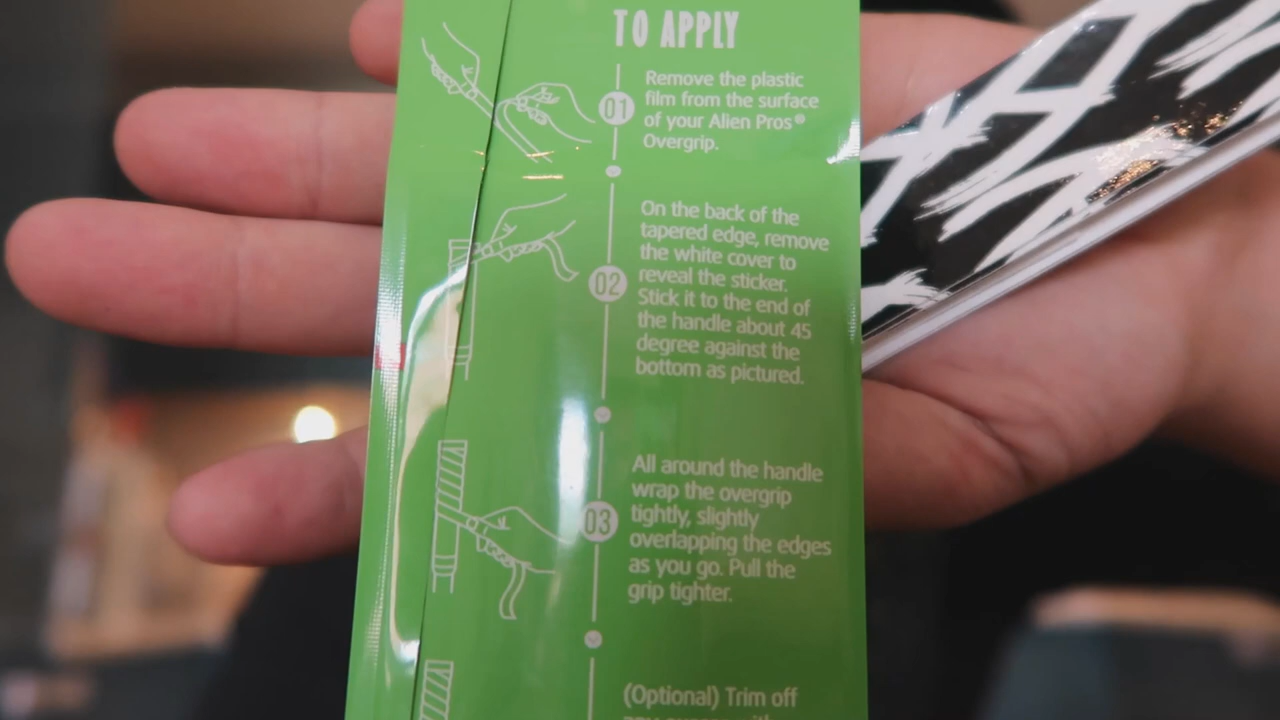 TO APPLY
01
Remove the plastic
film from the surface
of your Alien Pros®
Overgrip.
02
On the back of the
tapered edge, remove
the white cover to
reveal the sticker.
Stick it to the end of
the handle about 45
degree against the
bottom as pictured.
03
All around the handle
wrap the overgrip
tightly, slightly
overlapping the edges
as you go. Pull the
grip tighter.
(Optional) Trim off